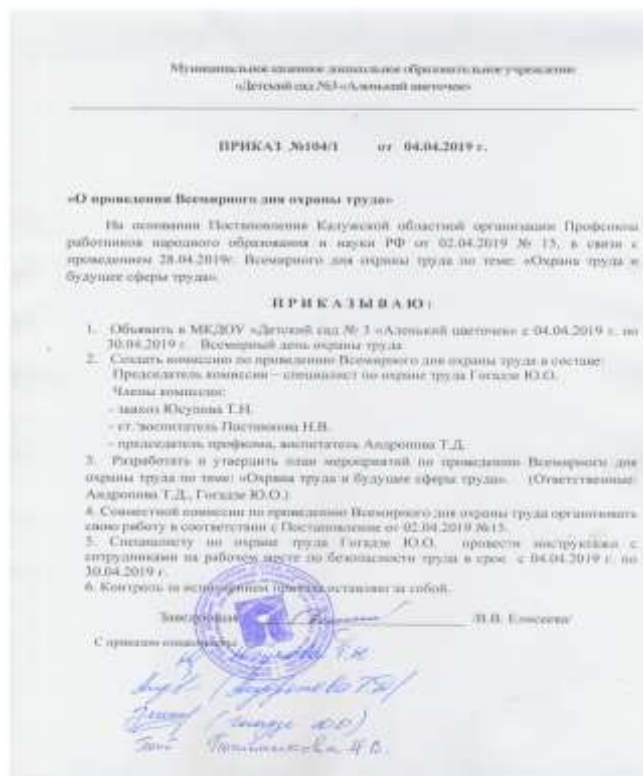 Муниципальное казенное дошкольное образовательное учреждение
«Детский сад №3 «Аленький цветочек»
ПРИКАЗ №104/1 от 04.04.2019 г.
«О проведения Всемирного дня охраны труда»
На основании Постановления Калужской областной организации Профсоюза
работников народного образования и науки РФ от 02.04.2019 № 15, в связи с
проведением 28.04.2019г. Всемирного дня охраны труда по теме: «Охрана труда и
будущее сферы труда».
П Р И К А З Ы В А Ю :
1. Объявить в МКДОУ «Детский сад № 3 «Аленький цветочек» с 04.04.2019 г. по
30.04.2019 г. Всемирный день охраны труда
2. Создать комиссию по проведению Всемирного дня охраны труда в составе:
Председатель комиссии – специалист по охране труда Гогадзе Ю.О.
Члены комиссии:
- завхоз Юсупова Т.Н.
- ст. воспитатель Постникова Н.В.
- председатель профкома, воспитатель Андронова Т.Д.
3. Разработать и утвердить план мероприятий по проведению Всемирного дня
охраны труда по теме: «Охрана труда и будущее сферы труда». (Ответственные:
Андронова Т.Д., Гогадзе Ю.О.)
4. Совместной комиссии по проведению Всемирного дня охраны труда организовать
свою работу в соответствии с Постановление от 02.04.2019 №15.
5. Специалисту по охране труда Гогадзе Ю.О. провести инструктажи с
сотрудниками на рабочем месте по безопасности труда в срок с 04.04.2019 г. по
30.04.2019 г.
6. Контроль за исполнением приказа оставляю за собой.
Заведующая /В.В. Елисеева/
С приказом ознакомлены
Т.Н.
(Андронова Т.Д.)
(Гогадзе Ю.О)
Постникова Н.В.